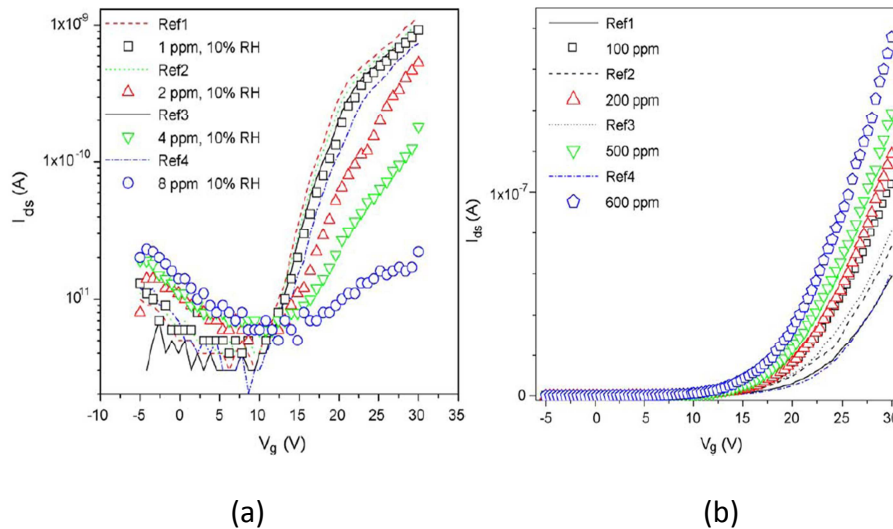 1x10⁻⁹
1x10⁻¹⁰
1x10¹¹
I_ds (A)
Ref1
1 ppm, 10% RH
Ref2
2 ppm, 10% RH
Ref3
4 ppm, 10% RH
Ref4
8 ppm 10% RH
-10 -5 0 5 10 15 20 25 30 35
V_g (V)
(a)
Ref1
100 ppm
Ref2
200 ppm
Ref3
500 ppm
Ref4
600 ppm
1x10⁻⁷
0
I_ds (A)
-5 0 5 10 15 20 25 30
V_g (V)
(b)